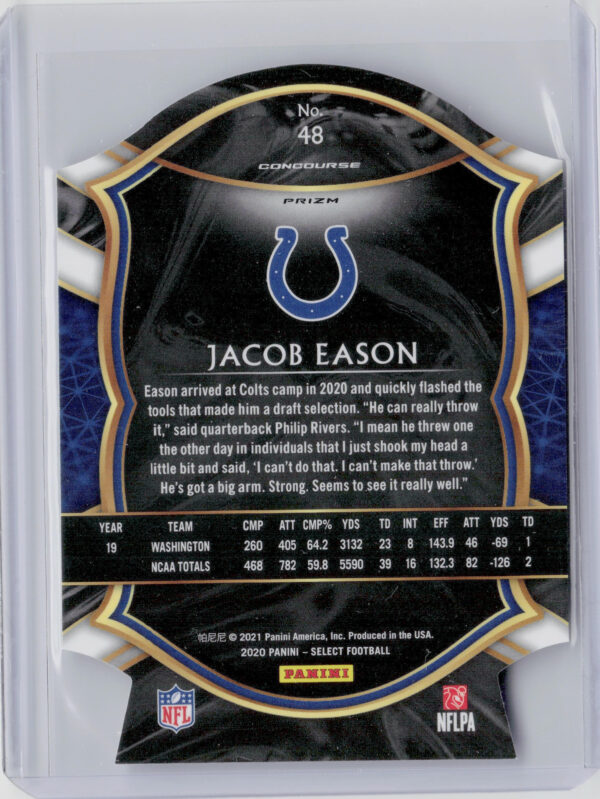 No.
48
CONCOURSE
PRIZM
JACOB EASON
Eason arrived at Colts camp in 2020 and quickly flashed the
tools that made him a draft selection. “He can really throw
it,” said quarterback Philip Rivers. “I mean he threw one
the other day in individuals that I just shook my head a
little bit and said, ‘I can’t do that. I can’t make that throw.’
He’s got a big arm. Strong. Seems to see it really well.”
YEAR TEAM CMP ATT CMP% YDS TD INT EFF ATT YDS TD
19 WASHINGTON 260 405 64.2 3132 23 8 143.9 46 -69 1
NCAA TOTALS 468 782 59.8 5590 39 16 132.3 82 -126 2
帕尼尼 © 2021 Panini America, Inc. Produced in the USA.
2020 PANINI – SELECT FOOTBALL
PANINI
NFL
NFLPA